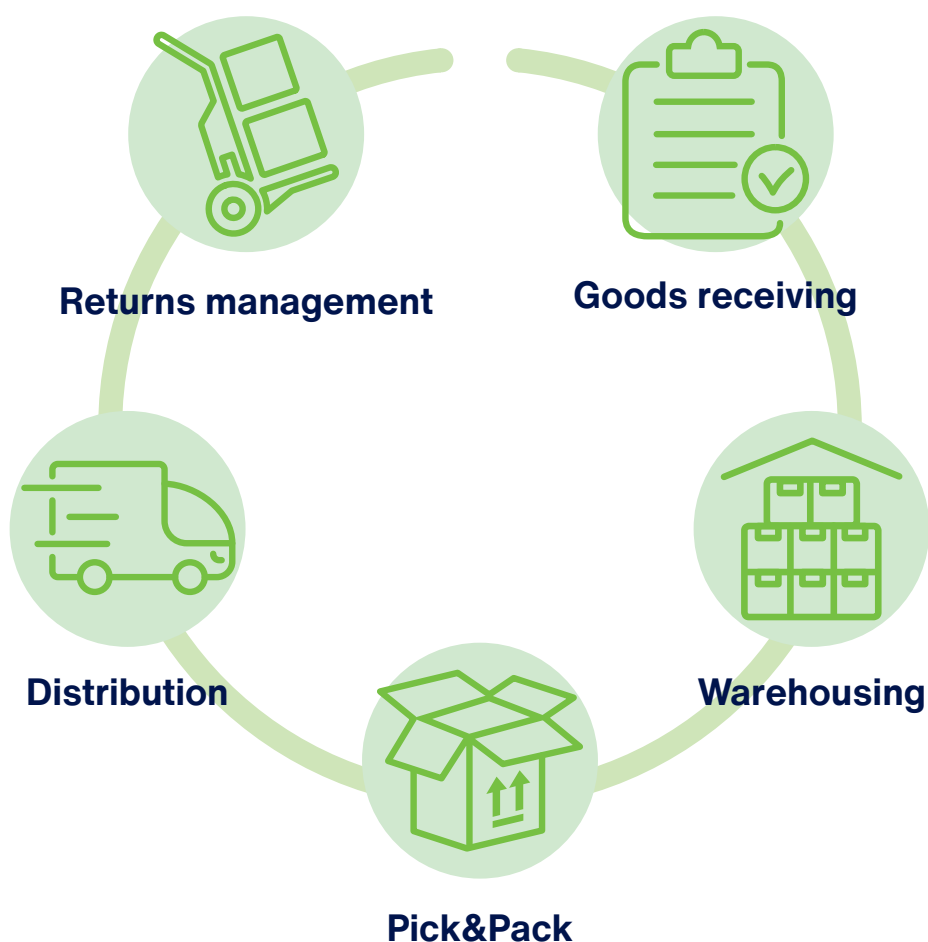 Returns management
Goods receiving
Distribution
Warehousing
Pick&Pack